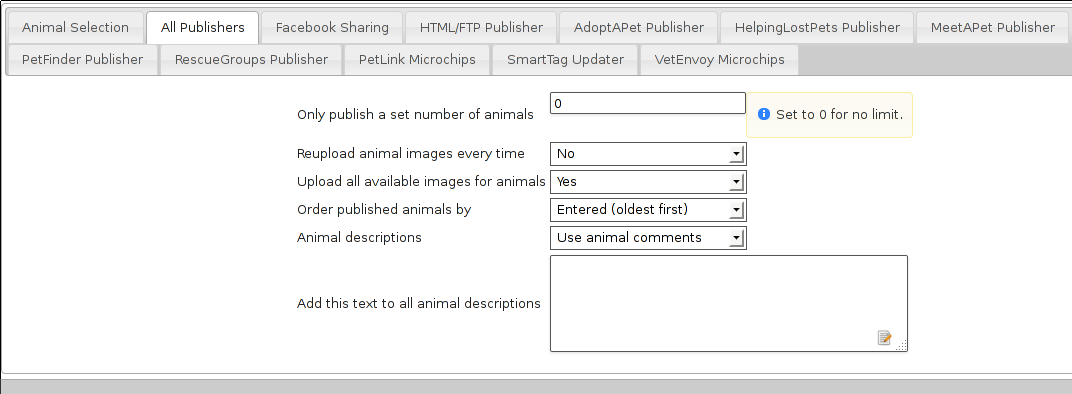 Animal Selection All Publishers Facebook Sharing HTML/FTP Publisher AdoptAPet Publisher HelpingLostPets Publisher MeetAPet Publisher
PetFinder Publisher RescueGroups Publisher PetLink Microchips SmartTag Updater VetEnvoy Microchips
Only publish a set number of animals 0 Set to 0 for no limit.
Reupload animal images every time No
Upload all available images for animals Yes
Order published animals by Entered (oldest first)
Animal descriptions Use animal comments
Add this text to all animal descriptions